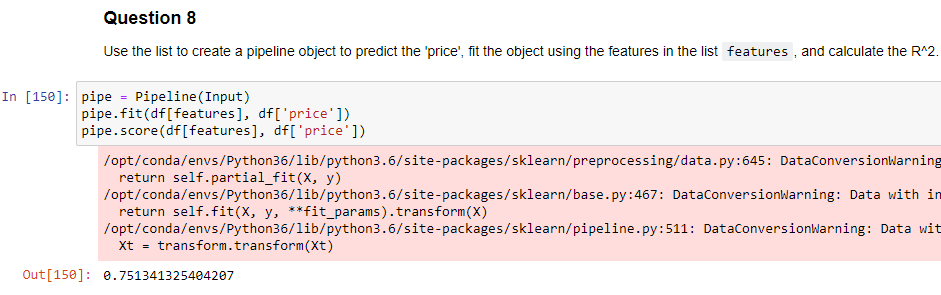 Question 8
Use the list to create a pipeline object to predict the 'price', fit the object using the features in the list features , and calculate the R^2.
In [150]: pipe = Pipeline(Input)
pipe.fit(df[features], df['price'])
pipe.score(df[features], df['price'])
/opt/conda/envs/Python36/lib/python3.6/site-packages/sklearn/preprocessing/data.py:645: DataConversionWarning
return self.partial_fit(X, y)
/opt/conda/envs/Python36/lib/python3.6/site-packages/sklearn/base.py:467: DataConversionWarning: Data with in
return self.fit(X, y, **fit_params).transform(X)
/opt/conda/envs/Python36/lib/python3.6/site-packages/sklearn/pipeline.py:511: DataConversionWarning: Data wit
Xt = transform.transform(Xt)
Out[150]: 0.751341325404207